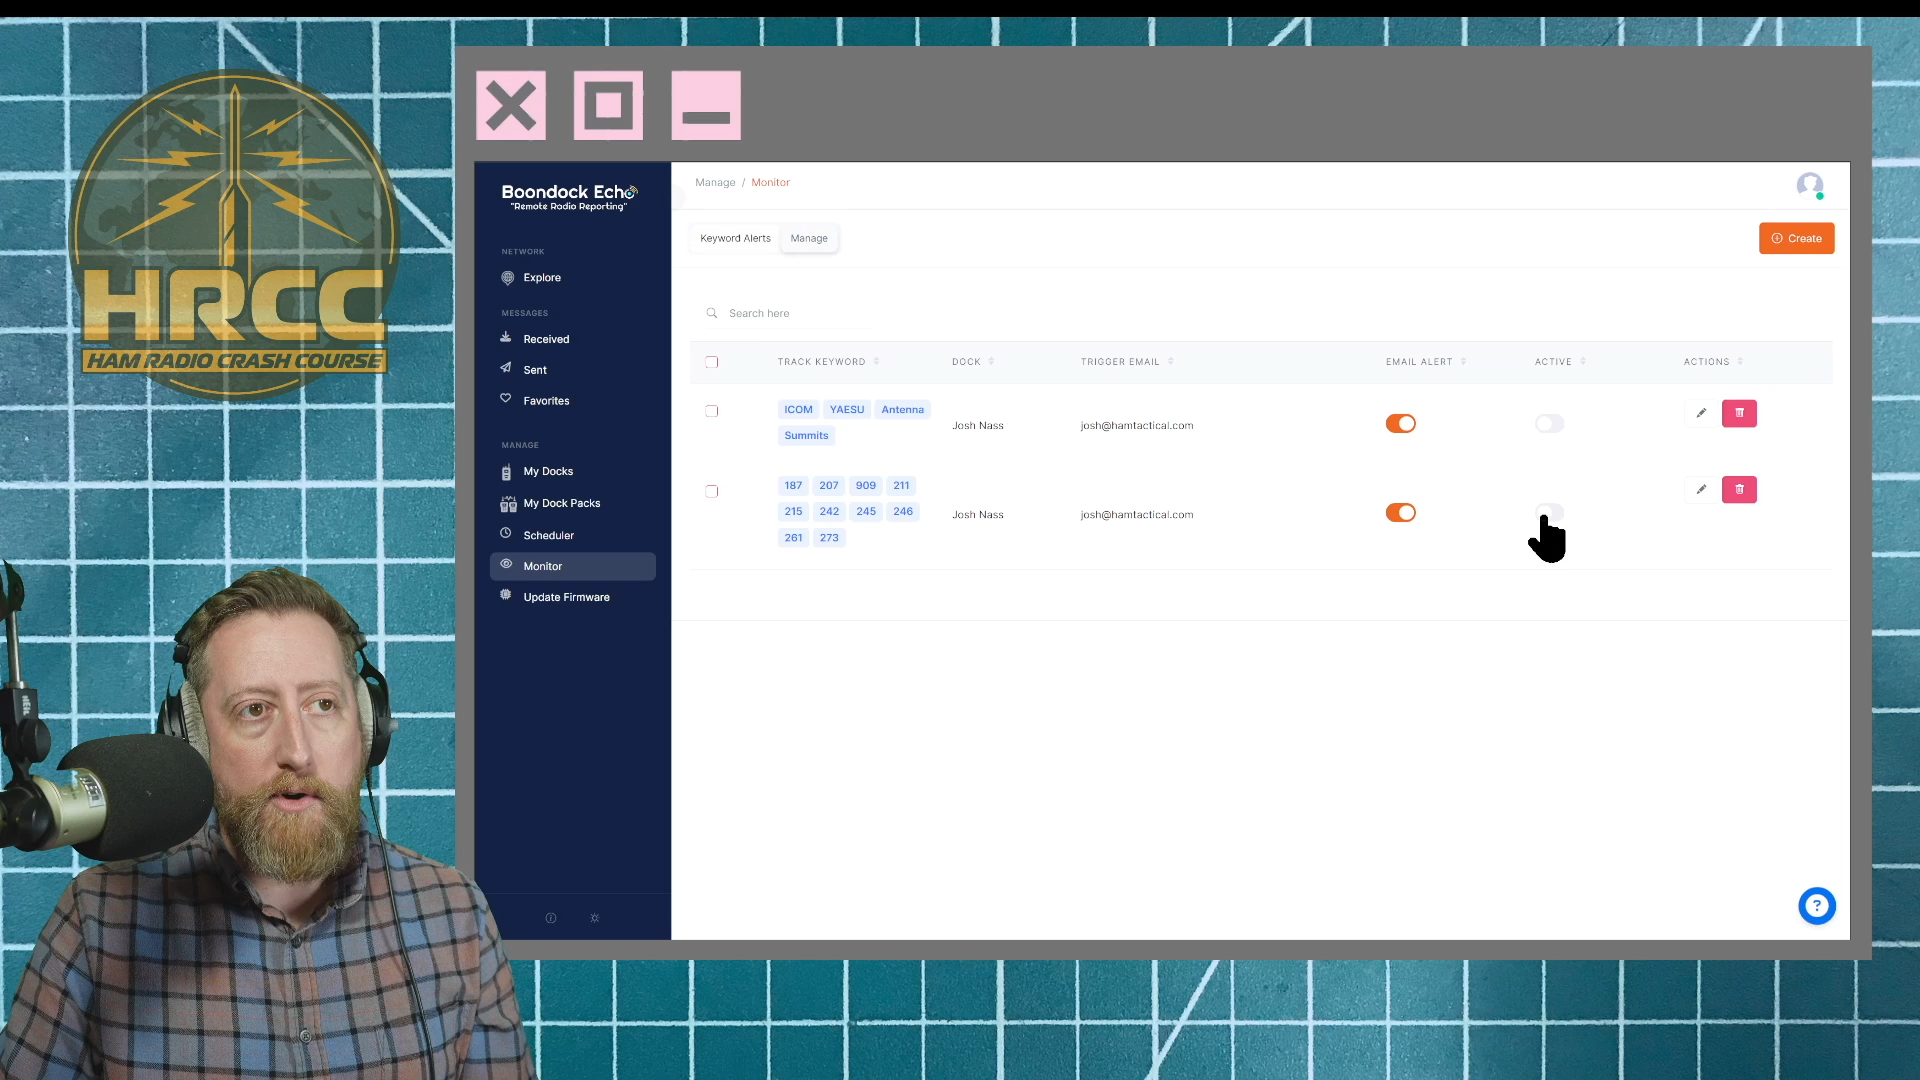 HRCC
HAM RADIO CRASH COURSE
Boondock Echo
"Remote Radio Reporting"
NETWORK
Explore
MESSAGES
Received
Sent
Favorites
MANAGE
My Docks
My Dock Packs
Scheduler
Monitor
Update Firmware
Manage / Monitor
Keyword Alerts Manage
Create
Search here
TRACK KEYWORD DOCK TRIGGER EMAIL EMAIL ALERT ACTIVE ACTIONS
ICOM YAESU Antenna
Summits
Josh Nass josh@hamtactical.com
187 207 909 211
215 242 245 246
261 273
Josh Nass josh@hamtactical.com
?